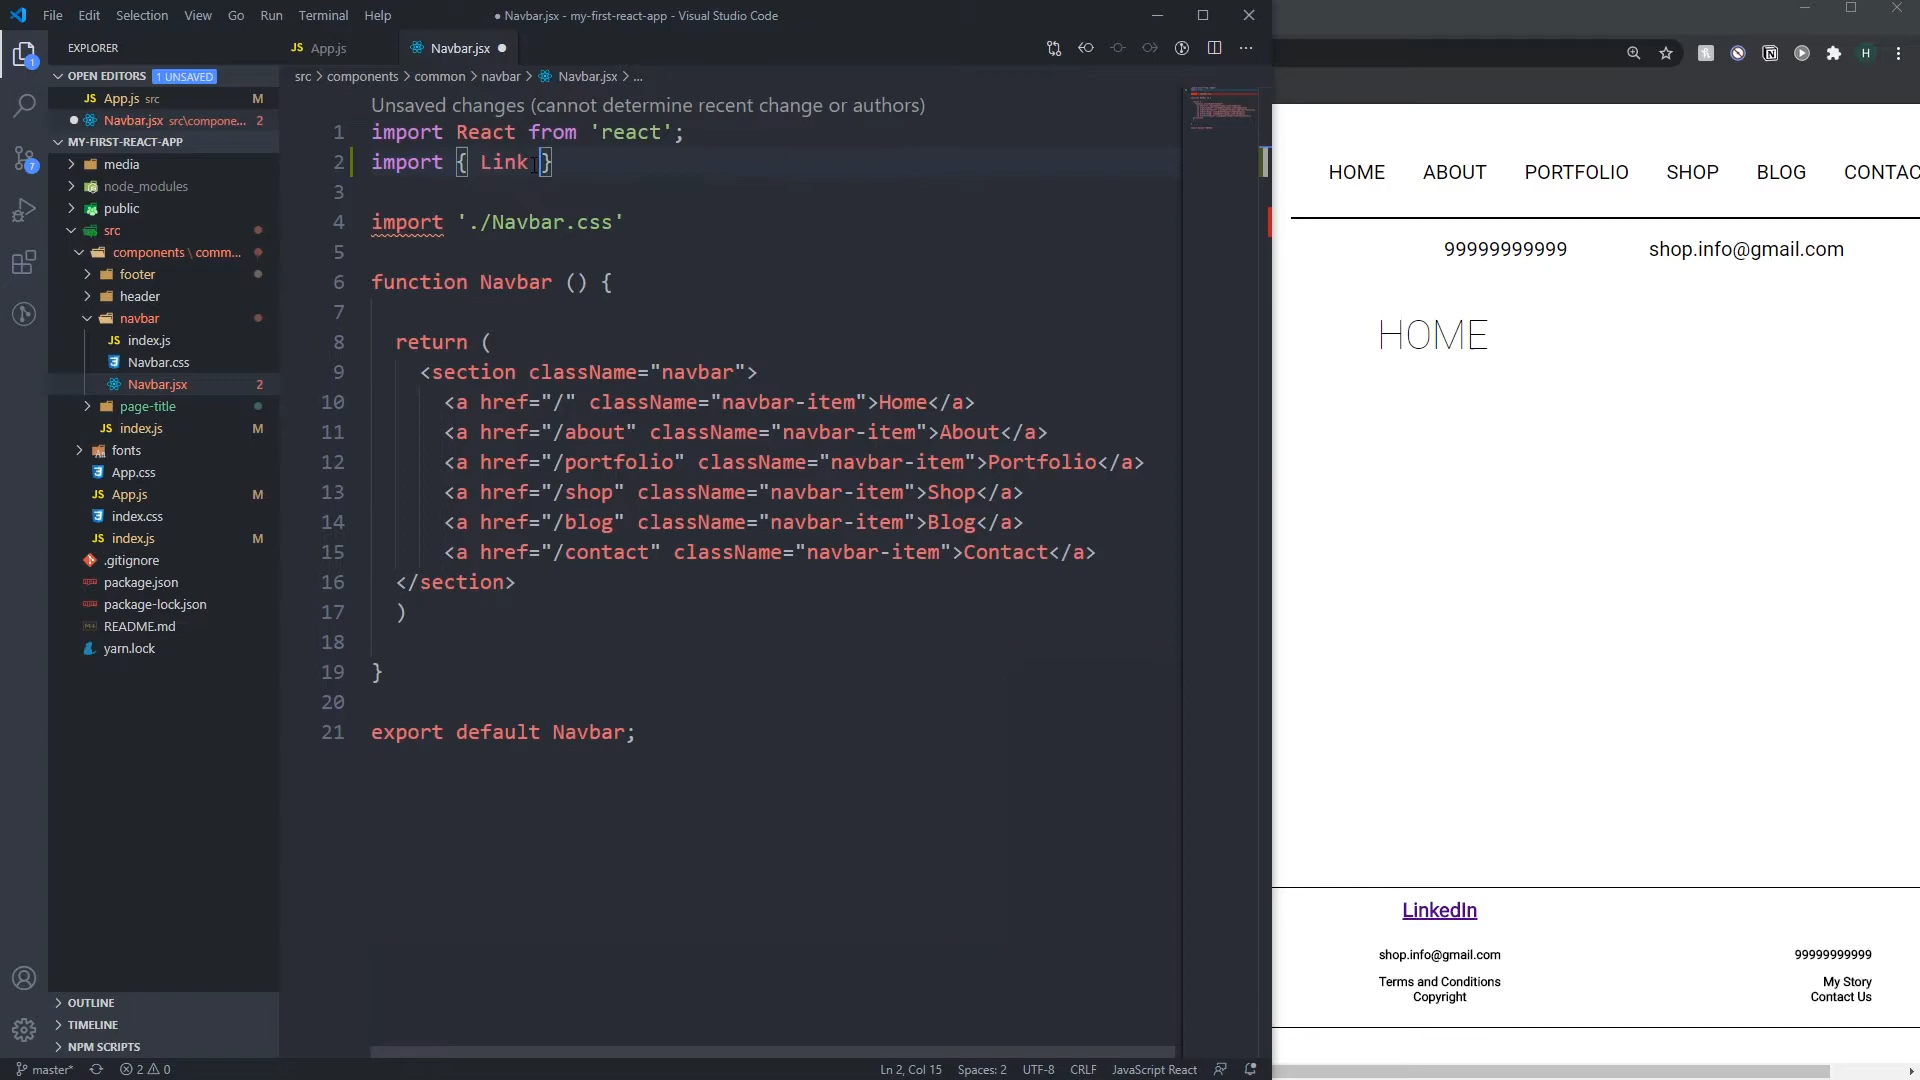 File Edit Selection View Go Run Terminal Help
● Navbar.jsx - my-first-react-app - Visual Studio Code
EXPLORER
OPEN EDITORS 1 UNSAVED
JS App.js src M
Navbar.jsx src\compone... 2
MY-FIRST-REACT-APP
media
node_modules
public
src
components \ comm...
footer
header
navbar
JS index.js
Navbar.css
Navbar.jsx 2
page-title
JS index.js M
fonts
App.css
JS App.js M
index.css
JS index.js M
.gitignore
package.json
package-lock.json
README.md
yarn.lock
OUTLINE
TIMELINE
NPM SCRIPTS
1
7
JS App.js
Navbar.jsx ●
src > components > common > navbar > Navbar.jsx > ...
Unsaved changes (cannot determine recent change or authors)
1 import React from 'react';
2 import { Link }
3
4 import './Navbar.css'
5
6 function Navbar () {
7
8 return (
9 <section className="navbar">
10 <a href="/" className="navbar-item">Home</a>
11 <a href="/about" className="navbar-item">About</a>
12 <a href="/portfolio" className="navbar-item">Portfolio</a>
13 <a href="/shop" className="navbar-item">Shop</a>
14 <a href="/blog" className="navbar-item">Blog</a>
15 <a href="/contact" className="navbar-item">Contact</a>
16 </section>
17 )
18
19 }
20
21 export default Navbar;
master* 2 0
Ln 2, Col 15 Spaces: 2 UTF-8 CRLF JavaScript React
H
HOME ABOUT PORTFOLIO SHOP BLOG CONTAC
99999999999 shop.info@gmail.com
HOME
LinkedIn
shop.info@gmail.com 99999999999
Terms and Conditions My Story
Copyright Contact Us